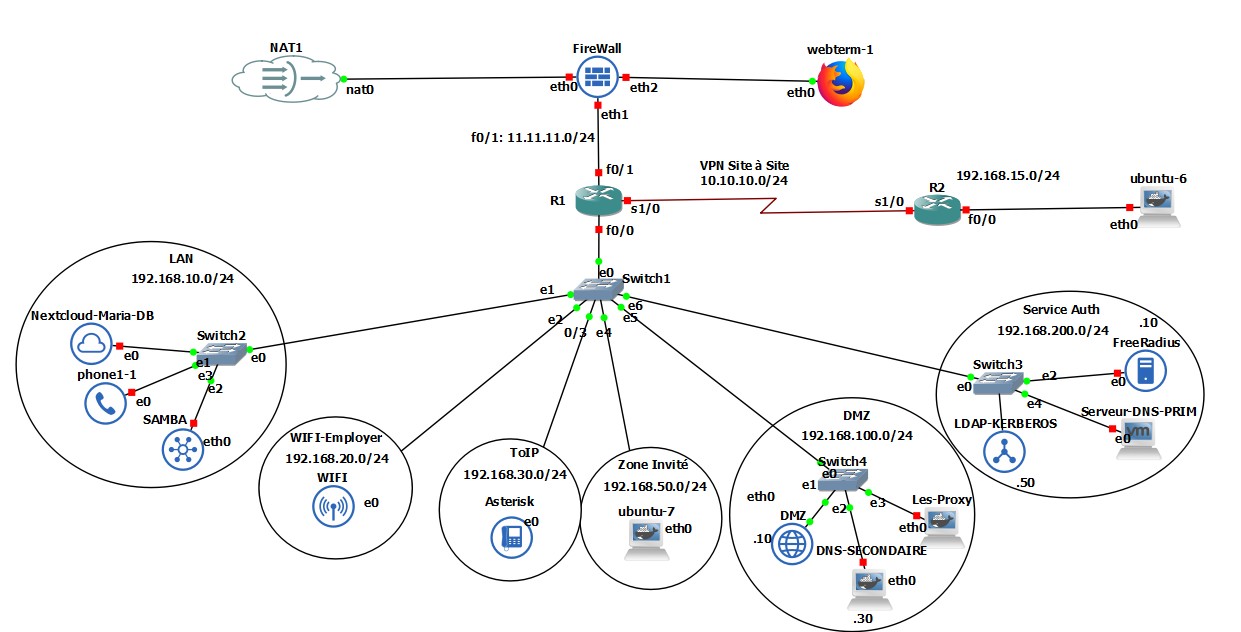 NAT1
nat0
FireWall
eth0
eth2
eth1
webterm-1
eth0
f0/1: 11.11.11.0/24
f0/1
R1
s1/0
f0/0
VPN Site à Site
10.10.10.0/24
s1/0
R2
f0/0
192.168.15.0/24
ubuntu-6
eth0
e0
Switch1
e1
e2
0/3
e4
e5
e6
LAN
192.168.10.0/24
Nextcloud-Maria-DB
e0
Switch2
e0
e1
e3
e2
phone1-1
e0
SAMBA
eth0
WIFI-Employer
192.168.20.0/24
WIFI
e0
ToIP
192.168.30.0/24
Asterisk
e0
Zone Invité
192.168.50.0/24
ubuntu-7
eth0
DMZ
192.168.100.0/24
Switch4
e0
e1
e2
e3
eth0
DMZ
.10
Les-Proxy
eth0
DNS-SECONDAIRE
eth0
.30
Service Auth
192.168.200.0/24
.10
FreeRadius
e0
Switch3
e0
e2
e4
Serveur-DNS-PRIM
vm
e0
LDAP-KERBEROS
.50